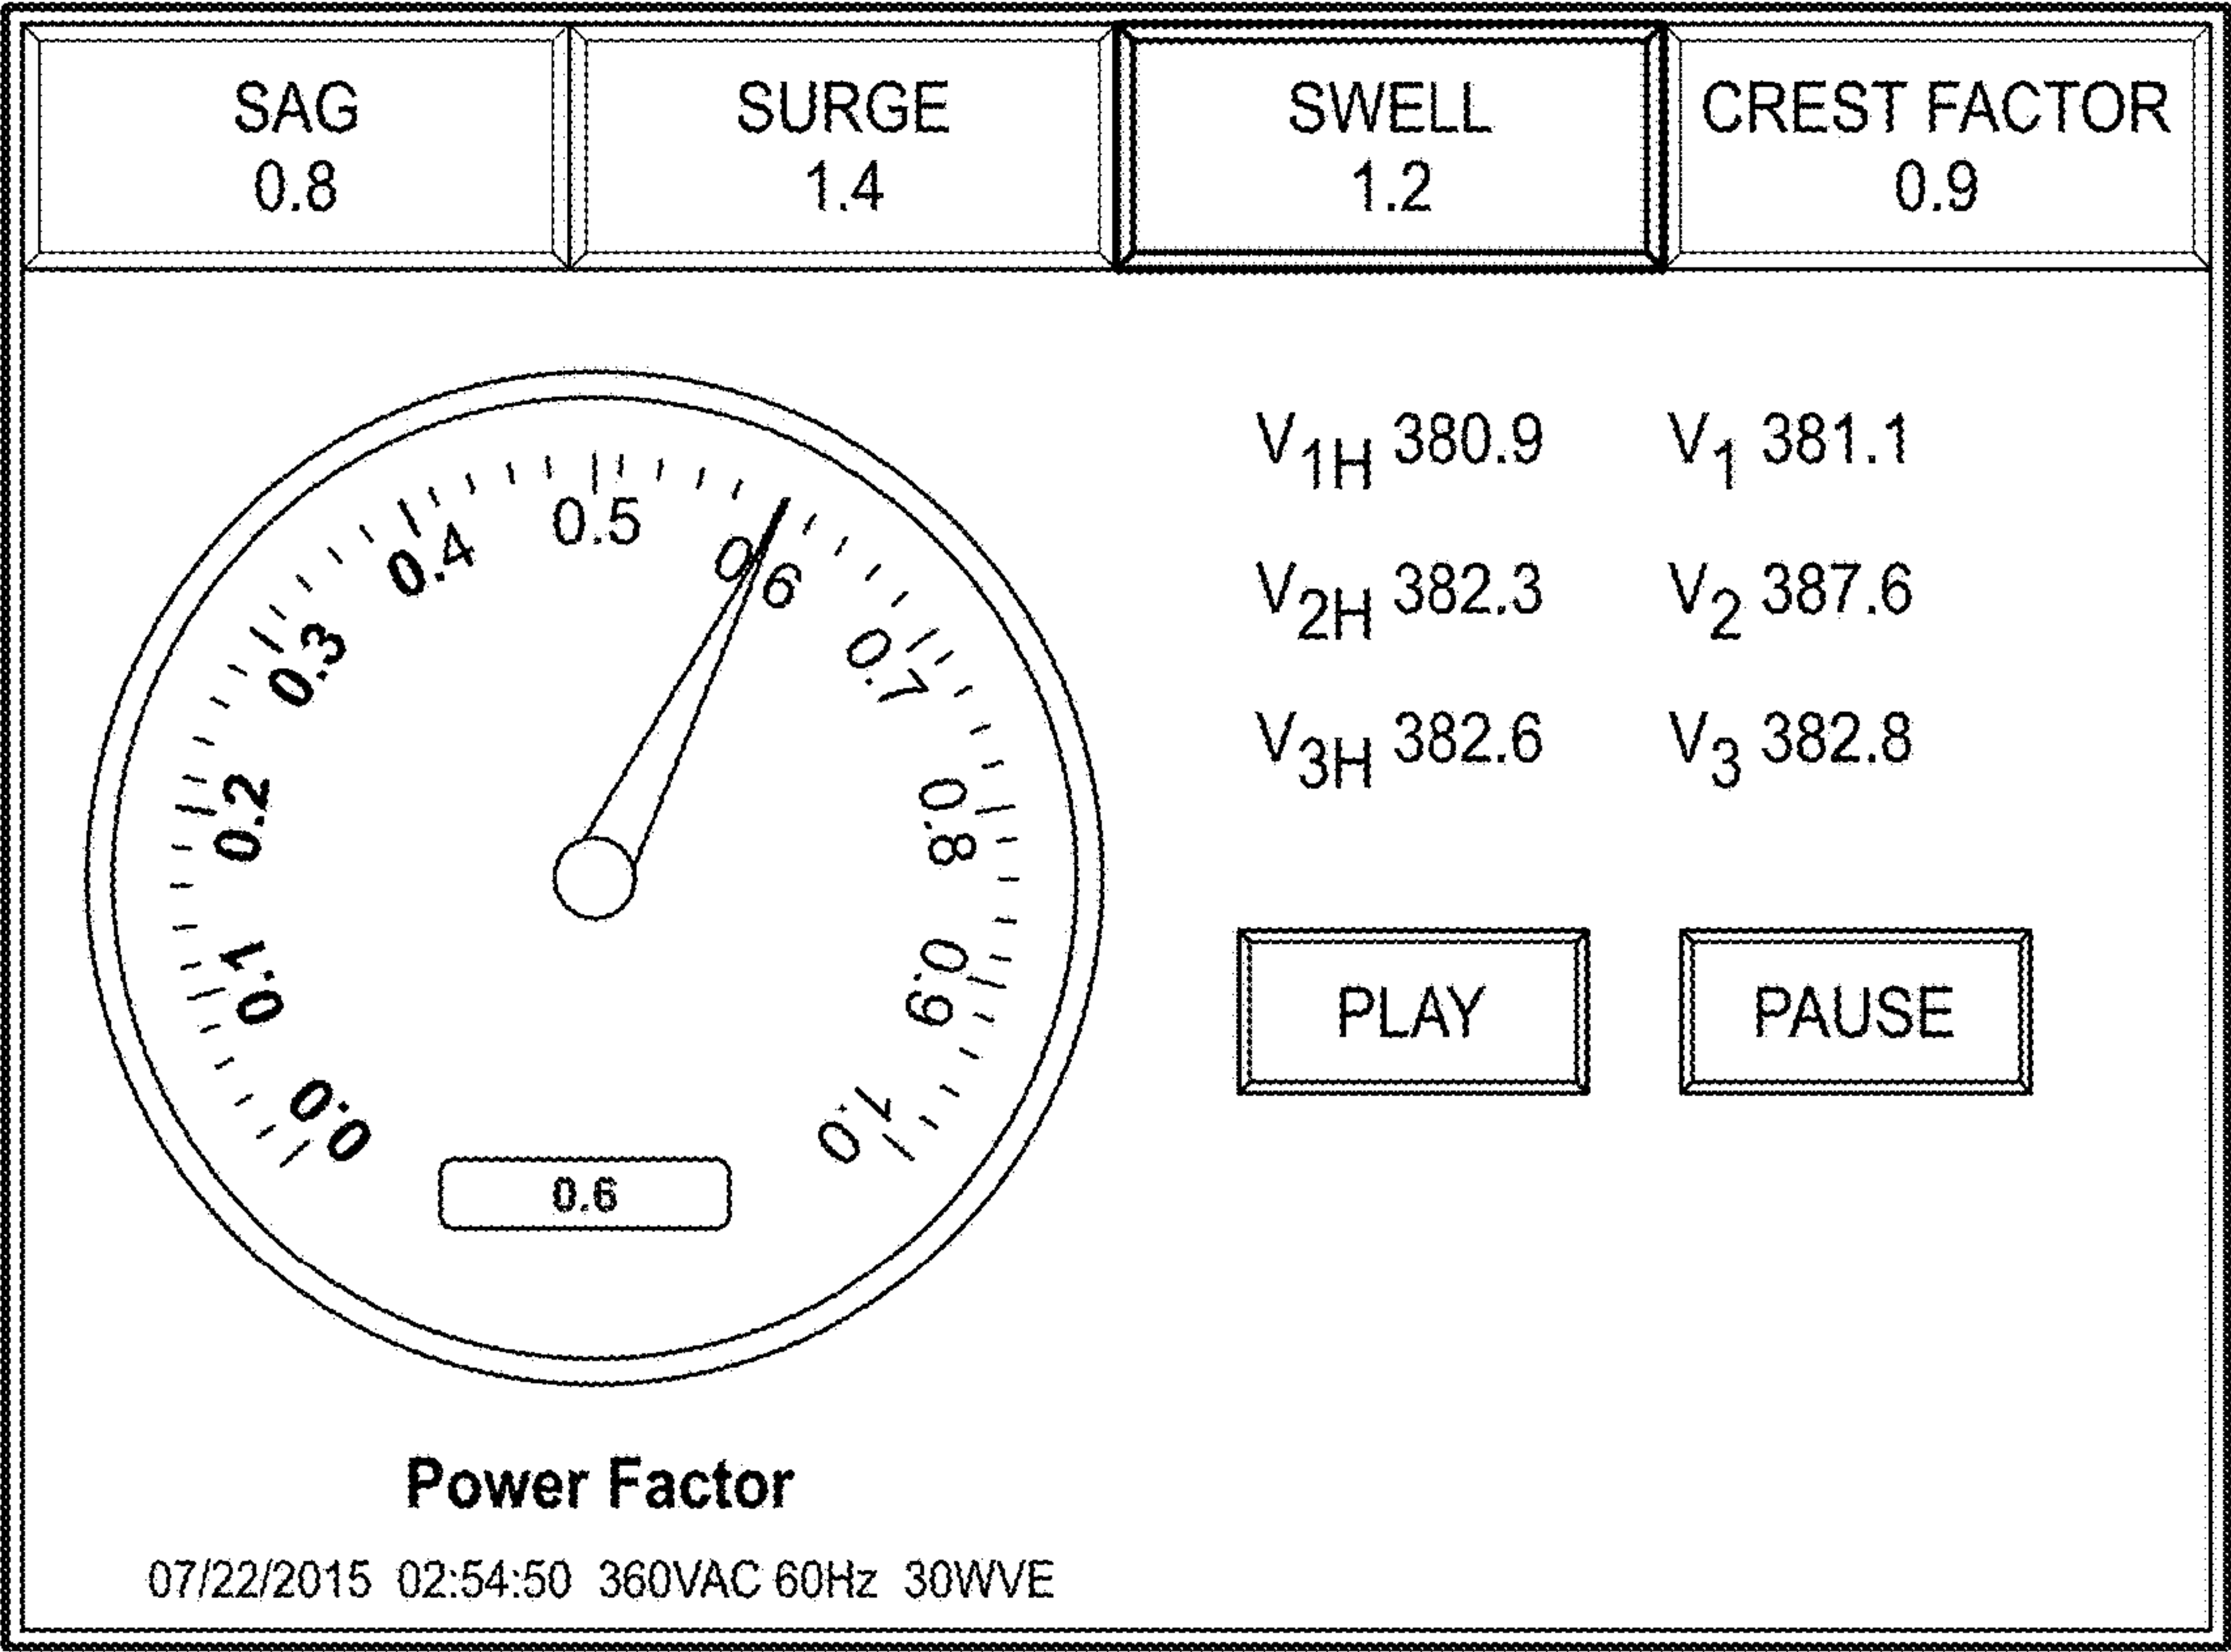 SAG
0.8
SURGE
1.4
SWELL
1.2
CREST FACTOR
0.9
0.0
0.1
0.2
0.3
0.4
0.5
0.6
0.7
0.8
0.9
1.0
0.6
Power Factor
07/22/2015 02:54:50 360VAC 60Hz 30WVE
V1H 380.9 V1 381.1
V2H 382.3 V2 387.6
V3H 382.6 V3 382.8
PLAY
PAUSE